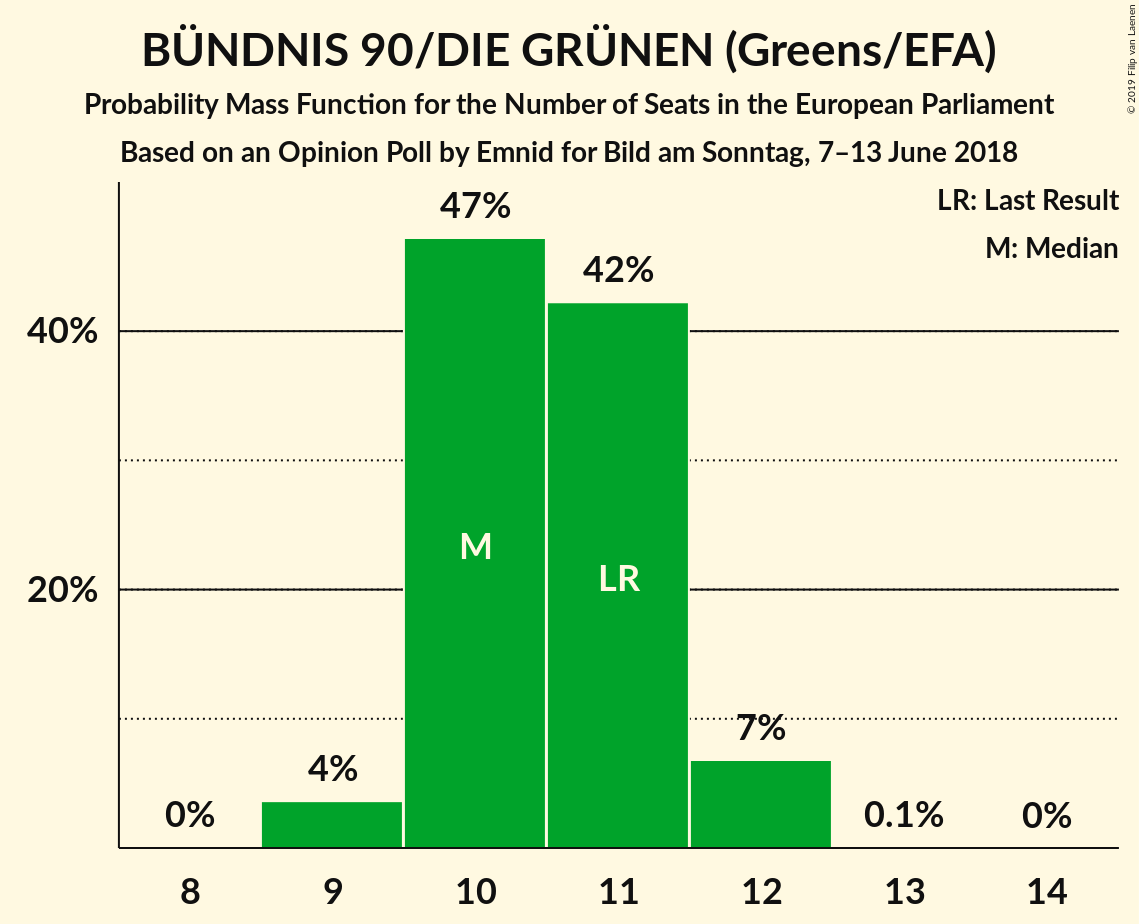 BÜNDNIS 90/DIE GRÜNEN (Greens/EFA)
Probability Mass Function for the Number of Seats in the European Parliament
Based on an Opinion Poll by Emnid for Bild am Sonntag, 7–13 June 2018
© 2019 Filip van Laenen
LR: Last Result
M: Median
47%
42%
40%
M
LR
20%
7%
4%
0%
0.1%
0%
8 9 10 11 12 13 14